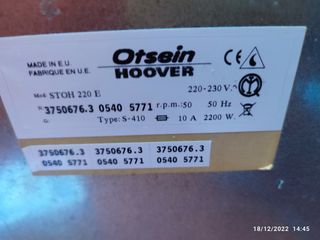 MADE IN E.U.
FABRIQUE EN U.E.
Otsein
HOOVER
Mod: STOH 220 E
220-230 V.
N 3750676.3 0540 5771 r.p.m.:50 50 Hz
Type: S-410 10 A 2200 W.
3750676.3 3750676.3 3750676.3
0540 5771 0540 5771 0540 5771
18/12/2022 14:45